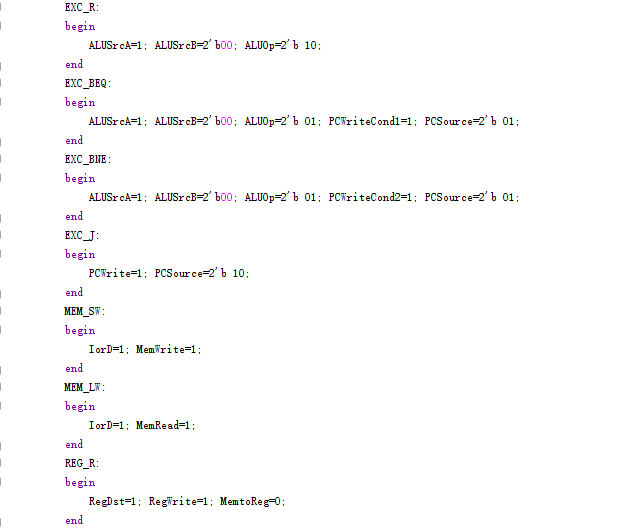 EXC_R:
begin
ALUSrcA=1; ALUSrcB=2'b00; ALUOp=2'b 10;
end
EXC_BEQ:
begin
ALUSrcA=1; ALUSrcB=2'b00; ALUOp=2'b 01; PCWriteCond1=1; PCSource=2'b 01;
end
EXC_BNE:
begin
ALUSrcA=1; ALUSrcB=2'b00; ALUOp=2'b 01; PCWriteCond2=1; PCSource=2'b 01;
end
EXC_J:
begin
PCWrite=1; PCSource=2'b 10;
end
MEM_SW:
begin
IorD=1; MemWrite=1;
end
MEM_LW:
begin
IorD=1; MemRead=1;
end
REG_R:
begin
RegDst=1; RegWrite=1; MemtoReg=0;
end